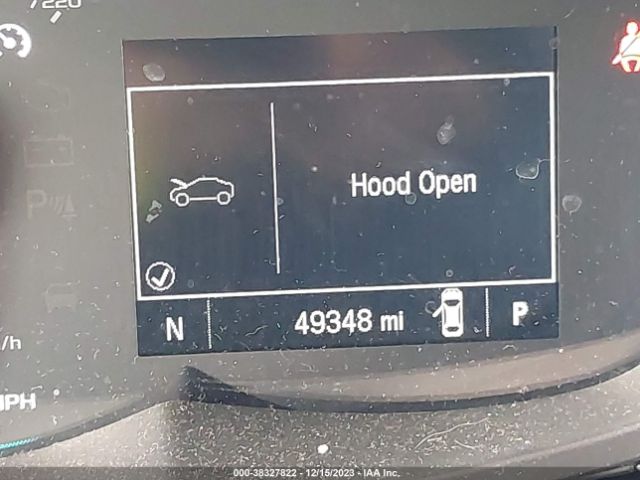 220
Hood Open
N
49348 mi
P
/h
MPH
000-38327822 - 12/15/2023 - IAA Inc.